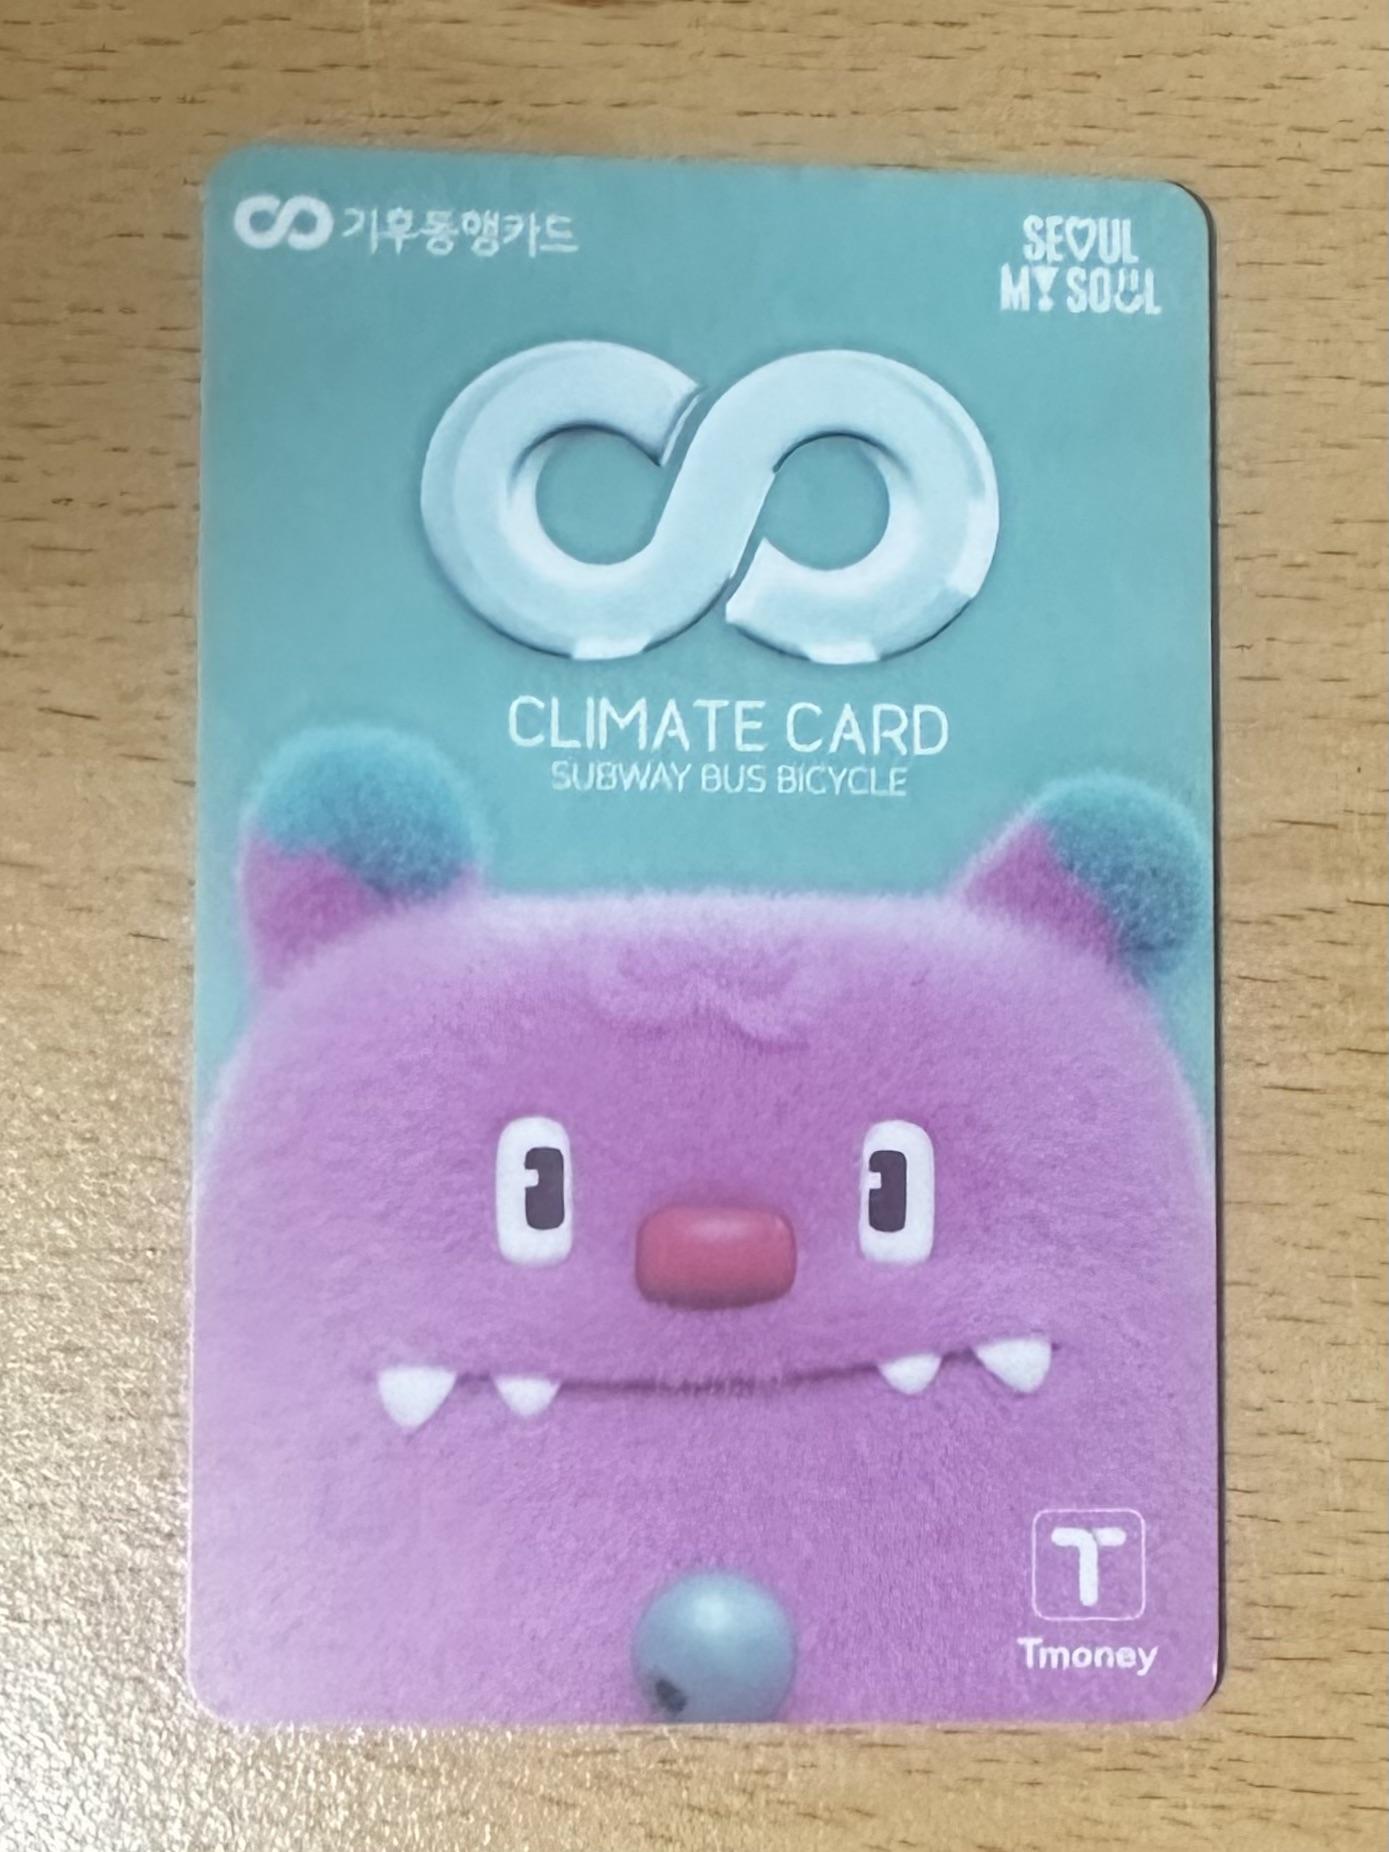 기후동행카드
SEOUL
MY SOUL
CLIMATE CARD
SUBWAY BUS BICYCLE
T
Tmoney